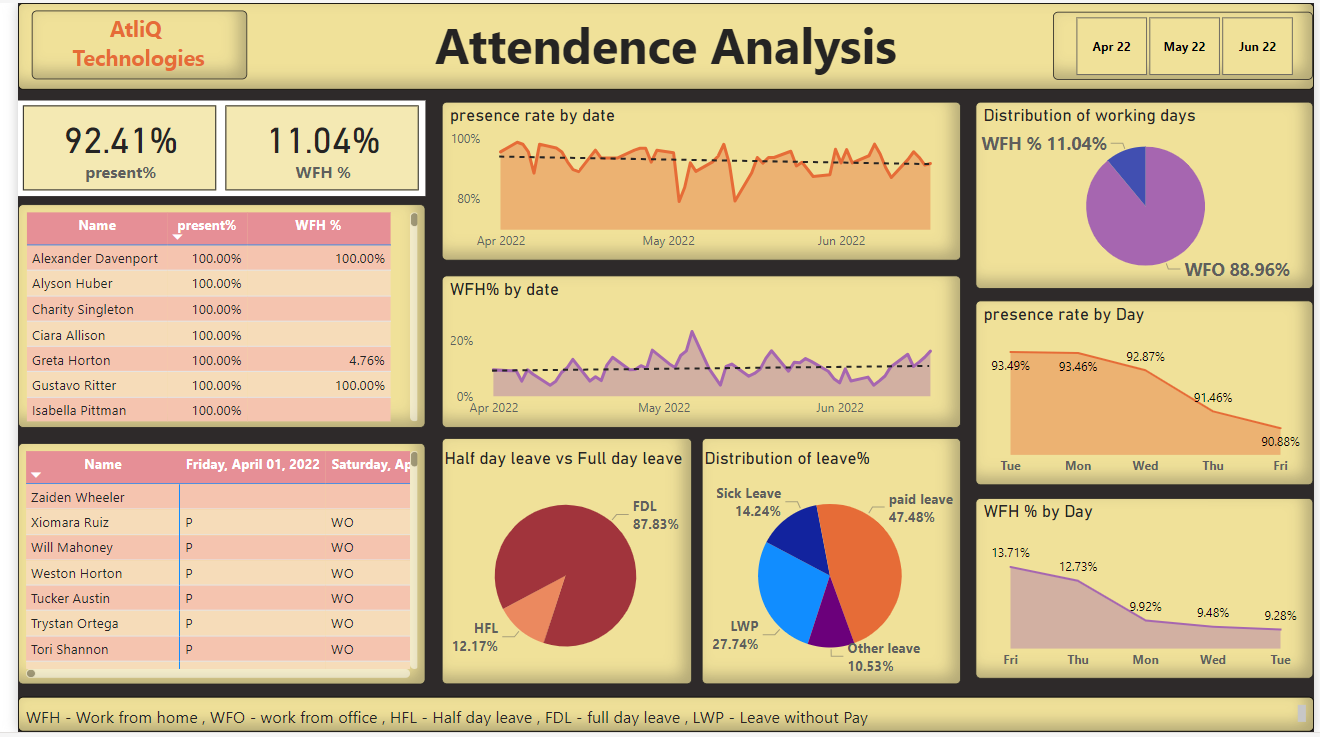 AtliQ
Technologies
Attendence Analysis
Apr 22
May 22
Jun 22
92.41%
present%
11.04%
WFH %
Name present% WFH %
Alexander Davenport 100.00% 100.00%
Alyson Huber 100.00%
Charity Singleton 100.00%
Ciara Allison 100.00%
Greta Horton 100.00% 4.76%
Gustavo Ritter 100.00% 100.00%
Isabella Pittman 100.00%
Name Friday, April 01, 2022 Saturday, Ap
Zaiden Wheeler
Xiomara Ruiz P WO
Will Mahoney P WO
Weston Horton P WO
Tucker Austin P WO
Trystan Ortega P WO
Tori Shannon P WO
presence rate by date
100%
80%
Apr 2022 May 2022 Jun 2022
WFH% by date
20%
0%
Apr 2022 May 2022 Jun 2022
Half day leave vs Full day leave
FDL
87.83%
HFL
12.17%
Distribution of leave%
Sick Leave
14.24%
paid leave
47.48%
LWP
27.74%
Other leave
10.53%
Distribution of working days
WFH % 11.04%
WFO 88.96%
presence rate by Day
93.49% 93.46% 92.87% 91.46% 90.88%
Tue Mon Wed Thu Fri
WFH % by Day
13.71% 12.73% 9.92% 9.48% 9.28%
Fri Thu Mon Wed Tue
WFH - Work from home , WFO - work from office , HFL - Half day leave , FDL - full day leave , LWP - Leave without Pay